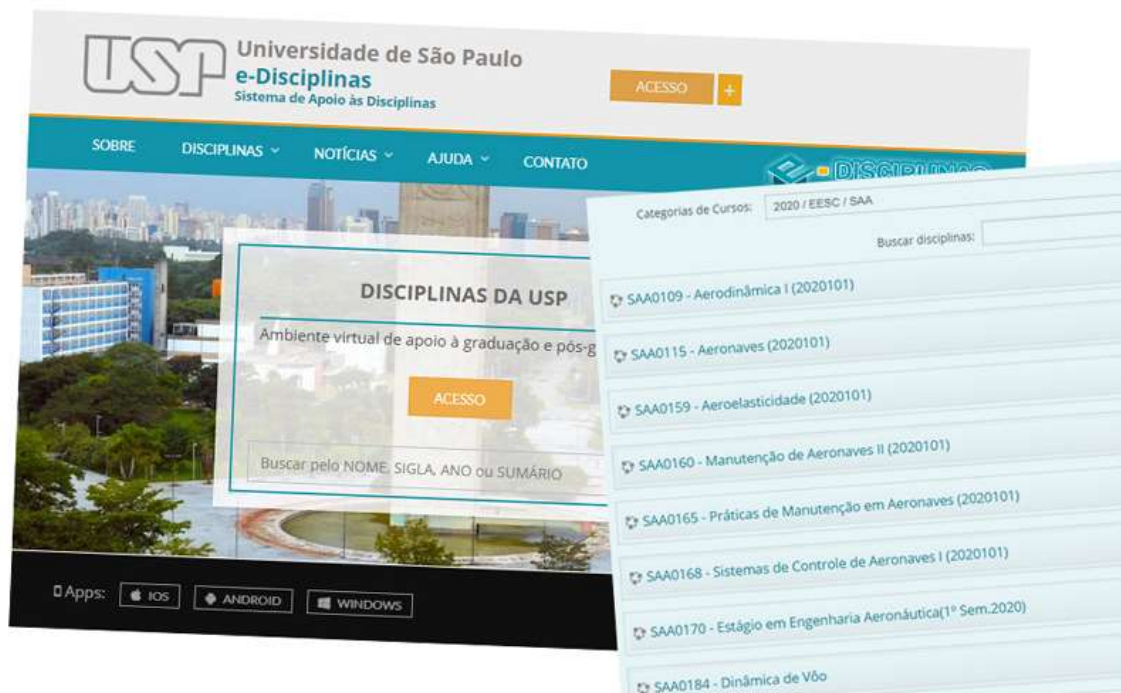 USP
Universidade de São Paulo
e-Disciplinas
Sistema de Apoio às Disciplinas
ACESSO +
SOBRE DISCIPLINAS NOTÍCIAS AJUDA CONTATO
E-DISCIPLINAS
DISCIPLINAS DA USP
Ambiente virtual de apoio à graduação e pós-g
ACESSO
Buscar pelo NOME, SIGLA, ANO ou SUMÁRIO
Apps: IOS ANDROID WINDOWS
Categorias de Cursos: 2020 / EESC / SAA
Buscar disciplinas:
SAA0109 - Aerodinâmica I (2020101)
SAA0115 - Aeronaves (2020101)
SAA0159 - Aeroelasticidade (2020101)
SAA0160 - Manutenção de Aeronaves II (2020101)
SAA0165 - Práticas de Manutenção em Aeronaves (2020101)
SAA0168 - Sistemas de Controle de Aeronaves I (2020101)
SAA0170 - Estágio em Engenharia Aeronáutica(1º Sem.2020)
SAA0184 - Dinâmica de Vôo